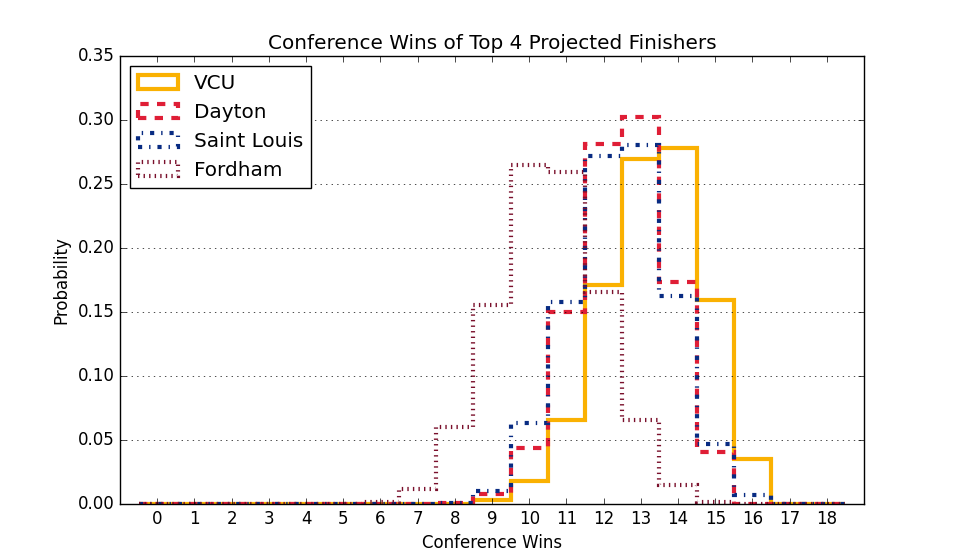 Conference Wins of Top 4 Projected Finishers
0.35
0.30
0.25
0.20
0.15
0.10
0.05
0.00
Probability
VCU
Dayton
Saint Louis
Fordham
0 1 2 3 4 5 6 7 8 9 10 11 12 13 14 15 16 17 18
Conference Wins